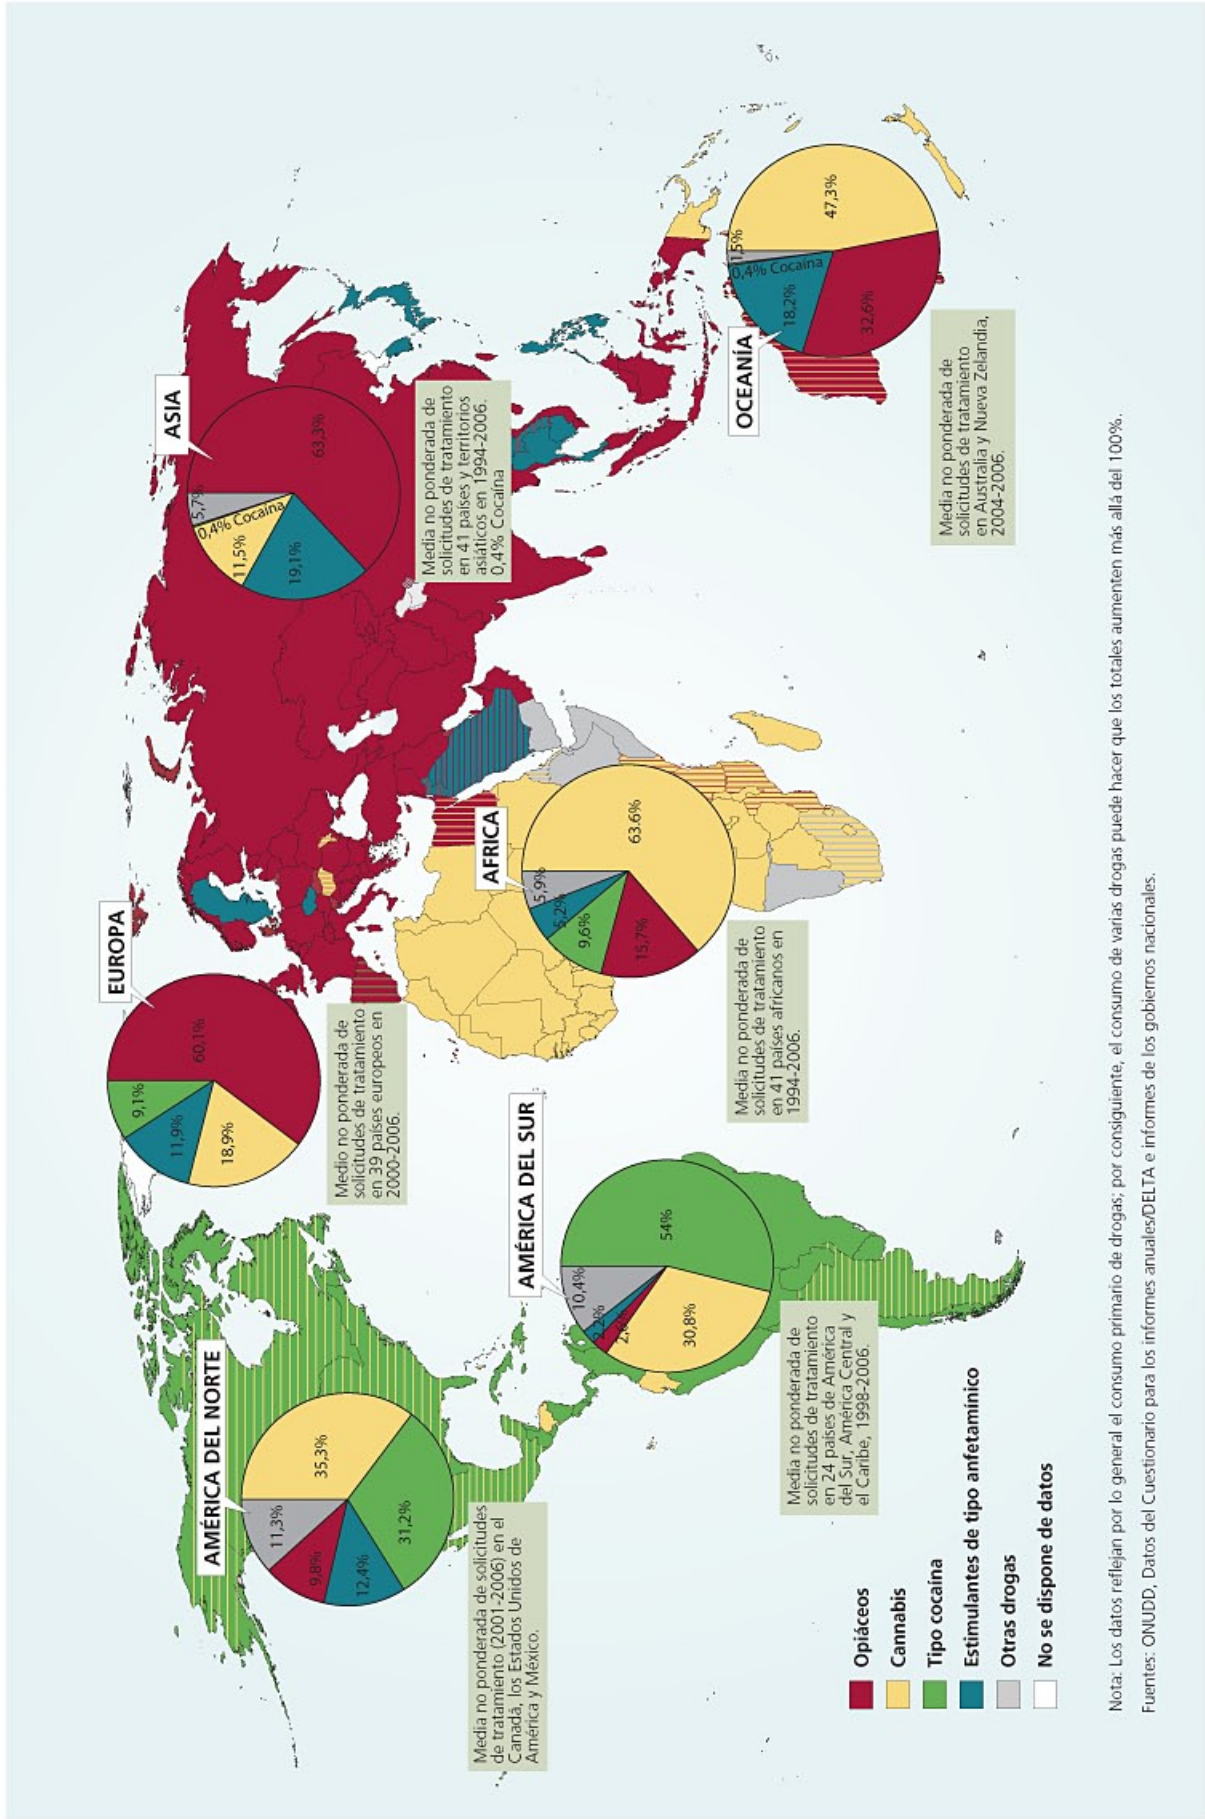 AMÉRICA DEL NORTE
11,3%
35,3%
9,8%
12,4%
31,2%
Media no ponderada de solicitudes
de tratamiento (2001-2006) en el
Canadá, los Estados Unidos de
América y México.
EUROPA
9,1%
60,1%
11,9%
18,9%
Medio no ponderada de
solicitudes de tratamiento
en 39 países europeos en
2000-2006.
ASIA
5,7%
0,4% Cocaína
11,5%
19,1%
63,3%
Media no ponderada de
solicitudes de tratamiento
en 41 países y territorios
asiáticos en 1994-2006.
0,4% Cocaína
AMÉRICA DEL SUR
10,4%
54%
2,2%
30,8%
Media no ponderada de
solicitudes de tratamiento
en 24 países de América
del Sur, América Central y
el Caribe, 1998-2006.
AFRICA
5,9%
5,2%
9,6%
15,7%
63.6%
Media no ponderada de
solicitudes de tratamiento
en 41 países africanos en
1994-2006.
OCEANÍA
1,5%
0,4% Cocaína
18,2%
47,3%
32,6%
Media no ponderada de
solicitudes de tratamiento
en Australia y Nueva Zelandia,
2004-2006.
Opiáceos
Cannabis
Tipo cocaína
Estimulantes de tipo anfetamínico
Otras drogas
No se dispone de datos
Nota: Los datos reflejan por lo general el consumo primario de drogas; por consiguiente, el consumo de varias drogas puede hacer que los totales aumenten más allá del 100%.
Fuentes: ONUDD, Datos del Cuestionario para los informes anuales/DELTA e informes de los gobiernos nacionales.